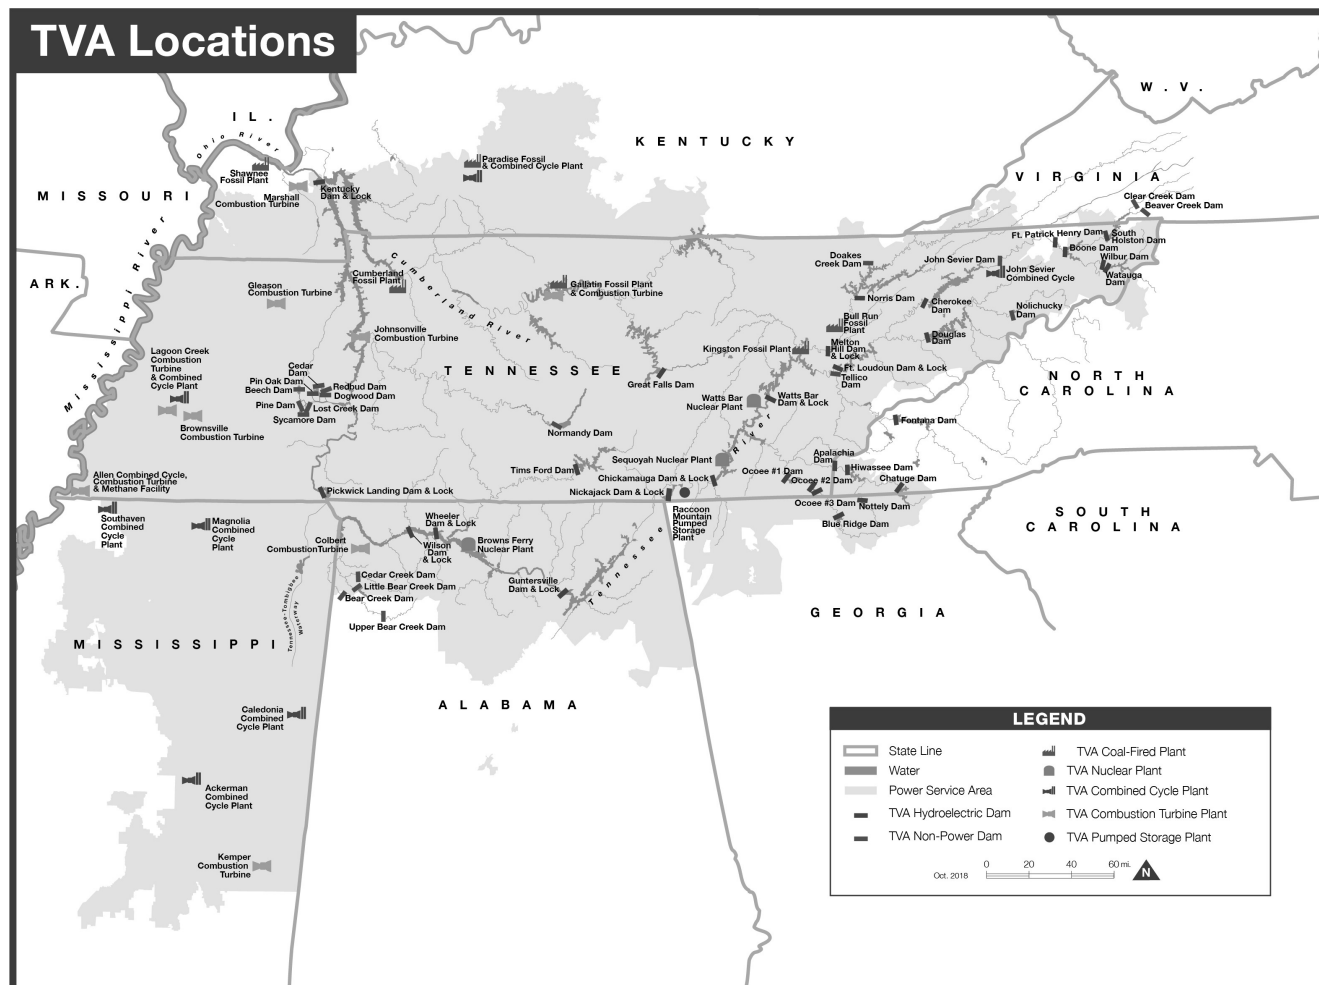 TVA Locations
W. V.
IL.
Ohio River
KENTUCKY
Shawnee
Fossil Plant
Paradise Fossil
& Combined Cycle Plant
Marshall
Combustion Turbine
Kentucky
Dam & Lock
MISSOURI
VIRGINIA
Clear Creek Dam
Beaver Creek Dam
Mississippi River
Ft. Patrick Henry Dam
South
Holston Dam
Boone Dam
Wilbur Dam
Watauga
Dam
Doakes
Creek Dam
John Sevier Dam
John Sevier
Combined Cycle
ARK.
Cumberland
Fossil Plant
Cumberland River
Gleason
Combustion Turbine
Gallatin Fossil Plant
& Combustion Turbine
Norris Dam
Cherokee
Dam
Nolichucky
Dam
Bull Run
Fossil
Plant
Johnsonville
Combustion Turbine
Douglas
Dam
Kingston Fossil Plant
Melton
Hill Dam
& Lock
Lagoon Creek
Combustion
Turbine
& Combined
Cycle Plant
Cedar
Dam
Pin Oak Dam
Beech Dam
Redbud Dam
Dogwood Dam
Pine Dam
Lost Creek Dam
Sycamore Dam
TENNESSEE
Great Falls Dam
Ft. Loudoun Dam & Lock
Tellico
Dam
NORTH
CAROLINA
Watts Bar
Nuclear Plant
Watts Bar
Dam & Lock
Brownsville
Combustion Turbine
Normandy Dam
River
Fontana Dam
Allen Combined Cycle,
Combustion Turbine
& Methane Facility
Tims Ford Dam
Sequoyah Nuclear Plant
Chickamauga Dam & Lock
Nickajack Dam & Lock
Apalachia
Dam
Hiwassee Dam
Ocoee #1 Dam
Ocoee #2 Dam
Chatuge Dam
Ocoee #3 Dam
Nottely Dam
Blue Ridge Dam
Pickwick Landing Dam & Lock
Raccoon
Mountain
Pumped
Storage
Plant
SOUTH
CAROLINA
Southaven
Combined
Cycle
Plant
Magnolia
Combined
Cycle
Plant
Wheeler
Dam & Lock
Colbert
CombustionTurbine
Wilson
Dam
& Lock
Browns Ferry
Nuclear Plant
Cedar Creek Dam
Little Bear Creek Dam
Bear Creek Dam
Upper Bear Creek Dam
Guntersville
Dam & Lock
Tennessee
Tennessee-Tombigbee
Waterway
GEORGIA
MISSISSIPPI
ALABAMA
Caledonia
Combined
Cycle Plant
Ackerman
Combined
Cycle Plant
Kemper
Combustion
Turbine
LEGEND
State Line
Water
Power Service Area
TVA Hydroelectric Dam
TVA Non-Power Dam
TVA Coal-Fired Plant
TVA Nuclear Plant
TVA Combined Cycle Plant
TVA Combustion Turbine Plant
TVA Pumped Storage Plant
Oct. 2018
0 20 40 60 mi.
N